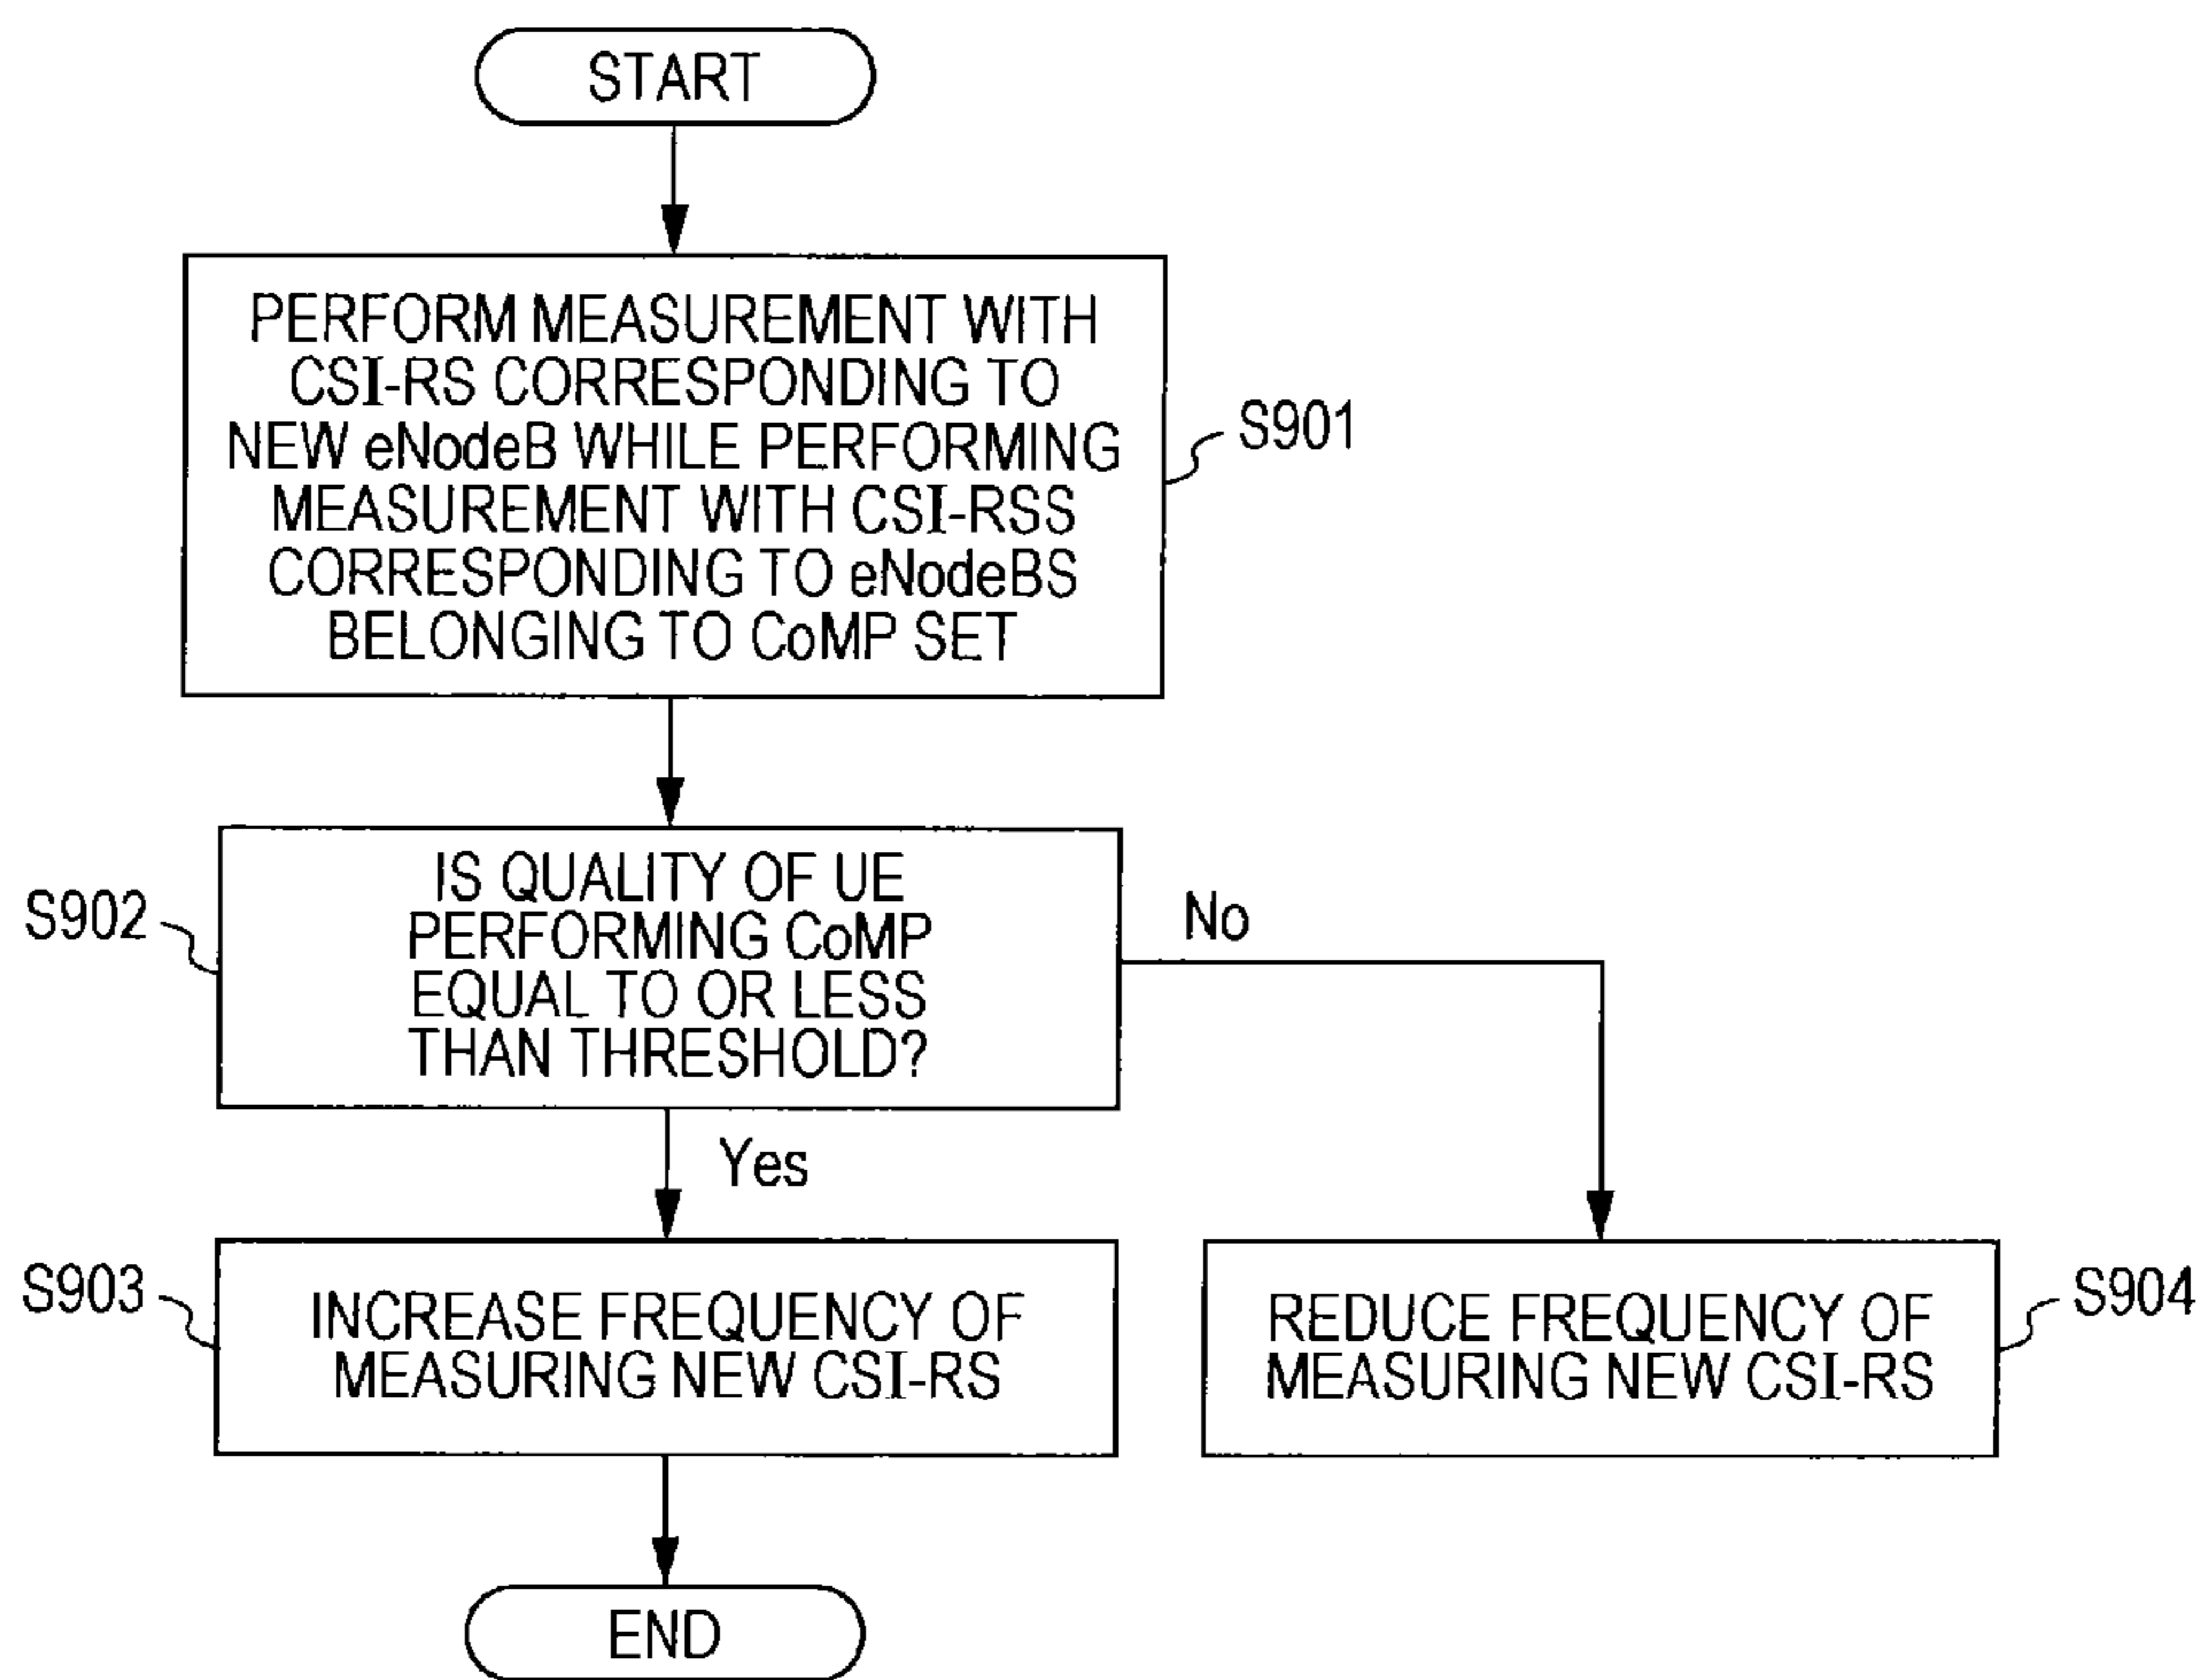 START
PERFORM MEASUREMENT WITH
CSI-RS CORRESPONDING TO
NEW eNodeB WHILE PERFORMING
MEASUREMENT WITH CSI-RSS
CORRESPONDING TO eNodeBS
BELONGING TO CoMP SET
S901
IS QUALITY OF UE
PERFORMING CoMP
EQUAL TO OR LESS
THAN THRESHOLD?
S902
No
Yes
INCREASE FREQUENCY OF
MEASURING NEW CSI-RS
S903
REDUCE FREQUENCY OF
MEASURING NEW CSI-RS
S904
END